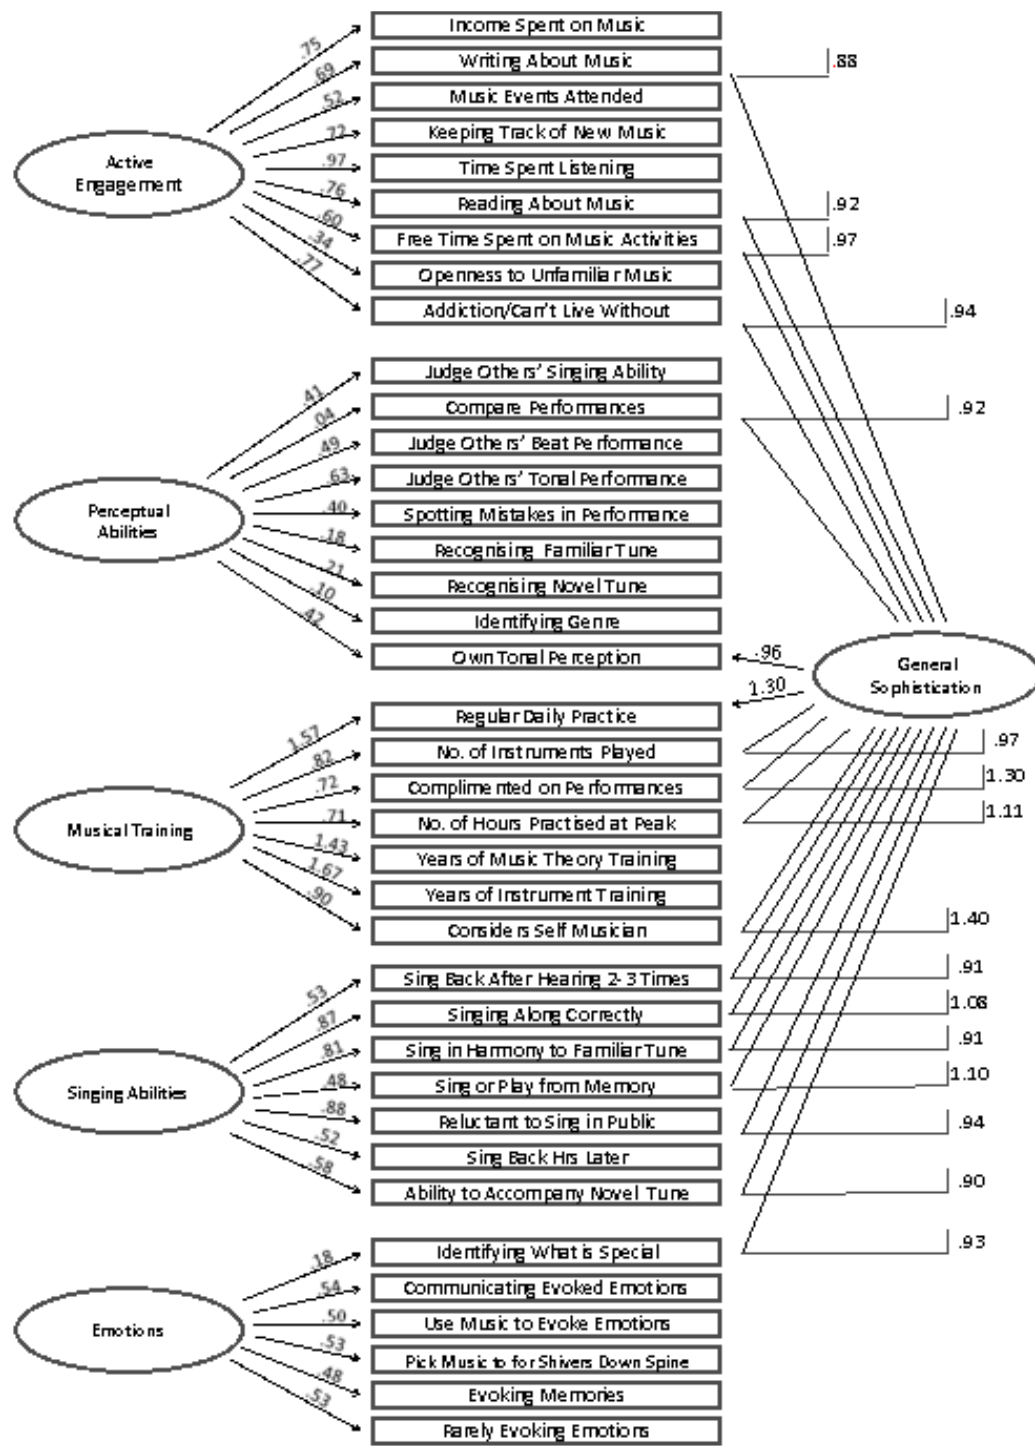 Income Spent on Music
.75
Writing About Music
.88
.69
Music Events Attended
.52
Keeping Track of New Music
.72
Active
Engagement
Time Spent Listening
.97
Reading About Music
.76
.92
Free Time Spent on Music Activities
.60
.97
Openness to Unfamiliar Music
.34
Addiction/Can't Live Without
.77
.94
Judge Others' Singing Ability
.41
Compare Performances
.04
.92
Judge Others' Beat Performance
.49
Judge Others' Tonal Performance
.63
Perceptual
Abilities
Spotting Mistakes in Performance
.40
Recognising Familiar Tune
.18
Recognising Novel Tune
.21
Identifying Genre
.10
Own Tonal Perception
.42
.96
General
Sophistication
1.30
Regular Daily Practice
1.57
No. of Instruments Played
.82
.97
Complimented on Performances
.72
1.30
Musical Training
No. of Hours Practised at Peak
.71
1.11
Years of Music Theory Training
1.43
Years of Instrument Training
1.67
Considers Self Musician
.90
1.40
Sing Back After Hearing 2-3 Times
.53
.91
Singing Along Correctly
.87
1.08
Sing in Harmony to Familiar Tune
.81
.91
Singing Abilities
Sing or Play from Memory
.48
1.10
Reluctant to Sing in Public
.88
.94
Sing Back Hrs Later
.52
Ability to Accompany Novel Tune
.58
.90
Identifying What is Special
.18
.93
Communicating Evoked Emotions
.54
Emotions
Use Music to Evoke Emotions
.50
Pick Music to for Shivers Down Spine
.53
Evoking Memories
.48
Rarely Evoking Emotions
.53